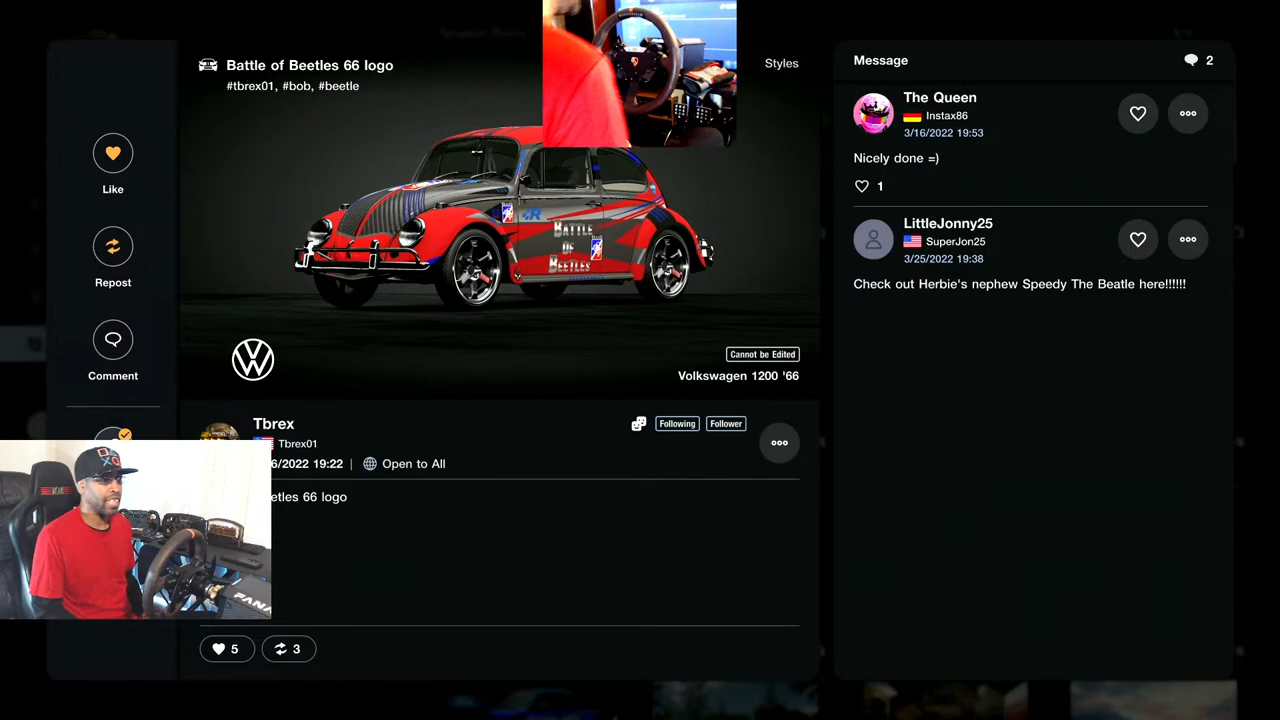 Battle of Beetles 66 logo
#tbrex01, #bob, #beetle
Styles
Like
Repost
Comment
BATTLE
OF
BEETLES
R
Cannot be Edited
Volkswagen 1200 '66
Tbrex
Following
Follower
Tbrex01
6/2022 19:22 | Open to All
etles 66 logo
5
3
FANA
Message
2
The Queen
Instax86
3/16/2022 19:53
Nicely done =)
1
LittleJonny25
SuperJon25
3/25/2022 19:38
Check out Herbie's nephew Speedy The Beatle here!!!!!!